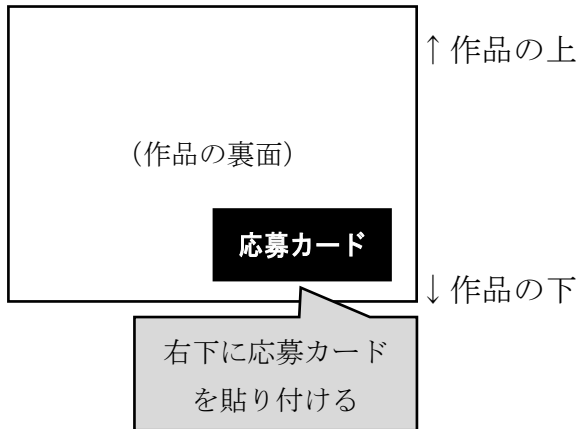 ↑作品の上
（作品の裏面）
応募カード
↓作品の下
右下に応募カード
を貼り付ける